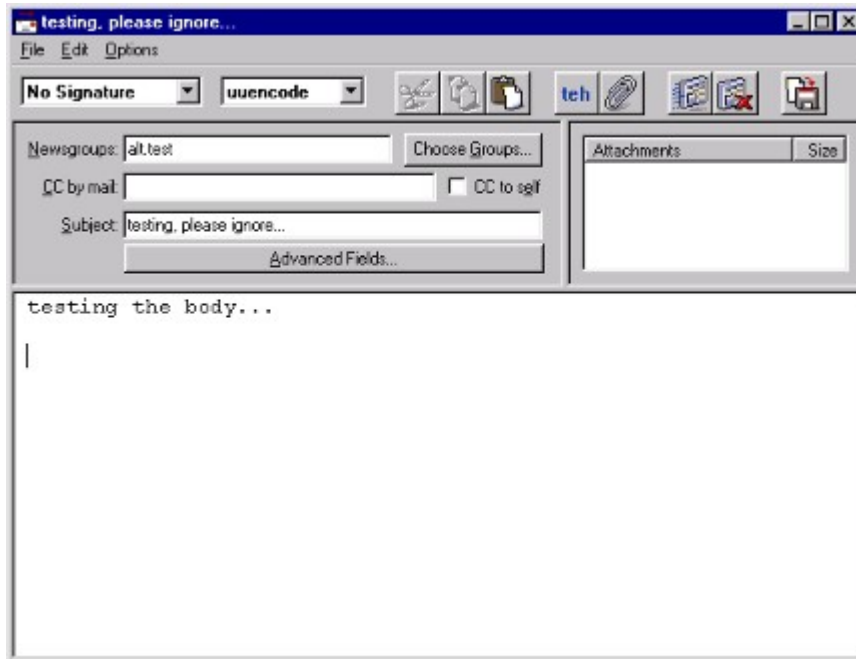 testing, please ignore...
File Edit Options
No Signature uuencode teh
Newsgroups: alt.test Choose Groups... Attachments Size
CC by mail: CC to self
Subject: testing, please ignore...
Advanced Fields...
testing the body...